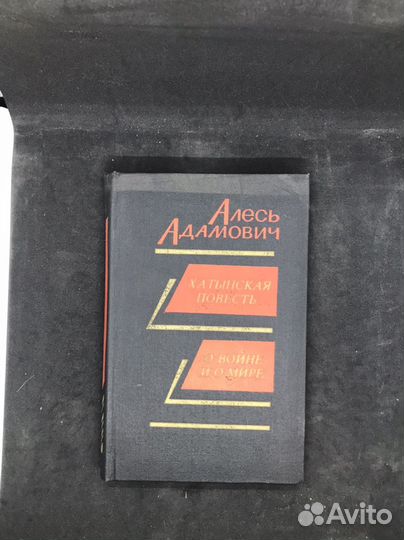 Алесь
Адамович
ХАТЫНСКАЯ
ПОВЕСТЬ
О ВОЙНЕ
И О МИРЕ
Avito